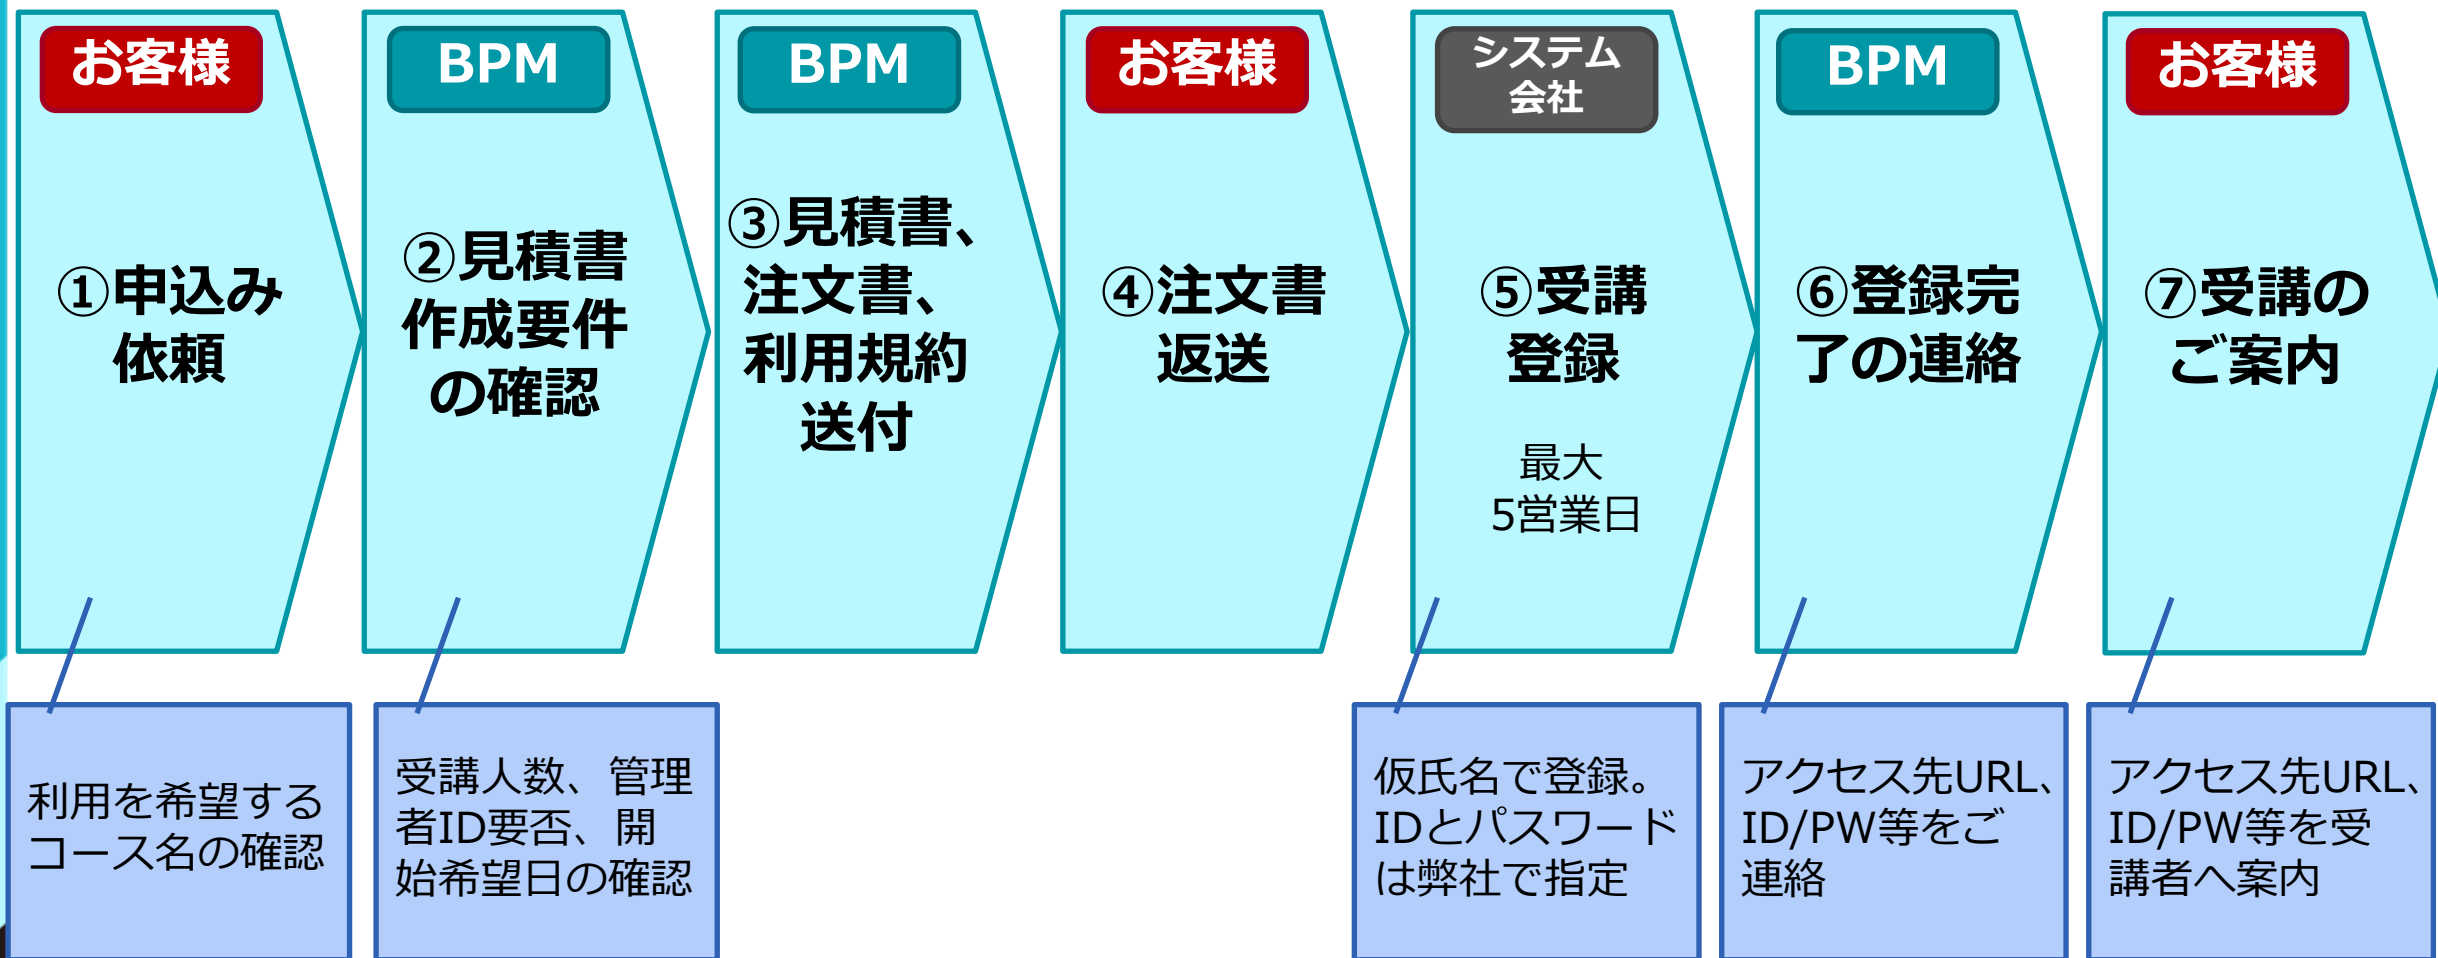 お客様
①申込み
依頼
利用を希望する
コース名の確認
BPM
②見積書
作成要件
の確認
受講人数、管理
者ID要否、開
始希望日の確認
BPM
③見積書、
注文書、
利用規約
送付
お客様
④注文書
返送
システム
会社
⑤受講
登録
最大
5営業日
仮氏名で登録。
IDとパスワード
は弊社で指定
BPM
⑥登録完
了の連絡
アクセス先URL、
ID/PW等をご
連絡
お客様
⑦受講の
ご案内
アクセス先URL、
ID/PW等を受
講者へ案内